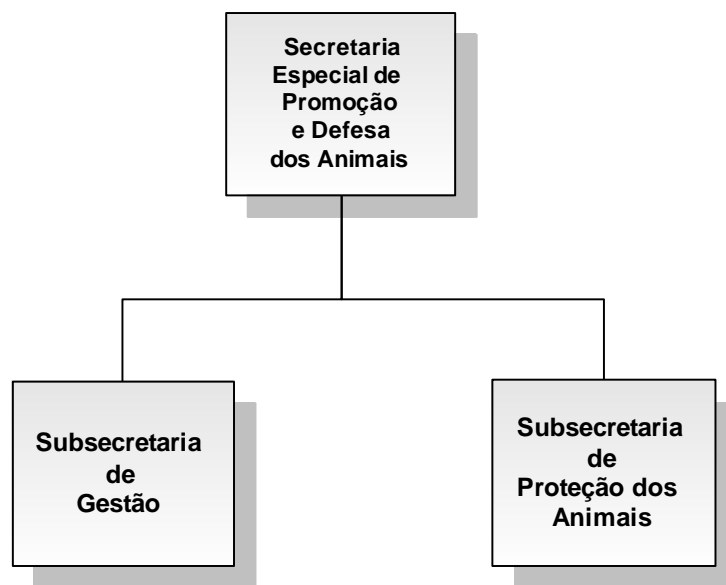 Secretaria
Especial de
Promoção
e Defesa
dos Animais
Subsecretaria
de
Gestão
Subsecretaria
de
Proteção dos
Animais